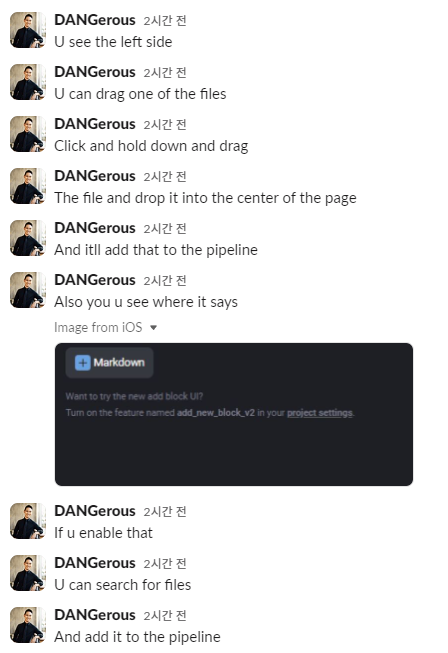 DANGerous 2시간 전
U see the left side
DANGerous 2시간 전
U can drag one of the files
DANGerous 2시간 전
Click and hold down and drag
DANGerous 2시간 전
The file and drop it into the center of the page
DANGerous 2시간 전
And itll add that to the pipeline
DANGerous 2시간 전
Also you u see where it says
Image from iOS
Markdown
Want to try the new add block UI?
Turn on the feature named add_new_block_v2 in your project settings.
DANGerous 2시간 전
If u enable that
DANGerous 2시간 전
U can search for files
DANGerous 2시간 전
And add it to the pipeline